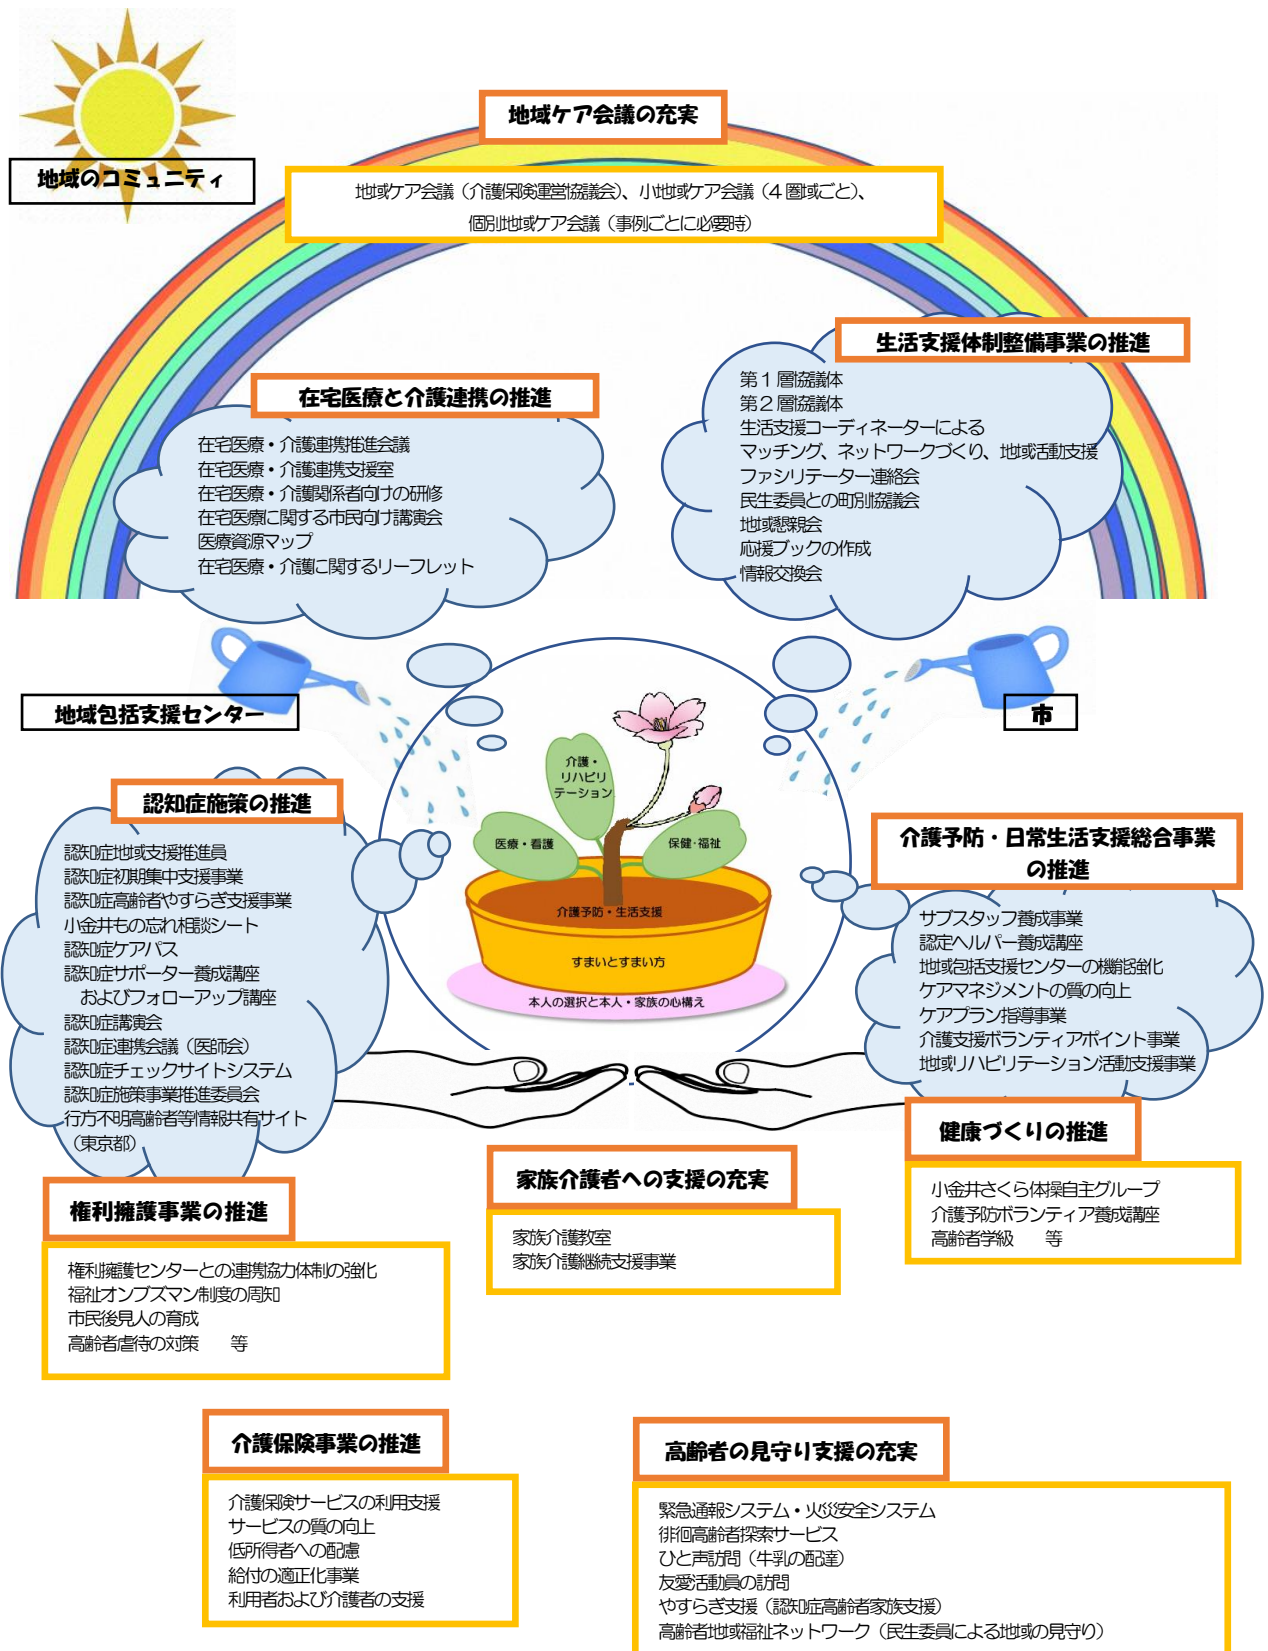 地域ケア会議の充実
地域のコミュニティ
地域ケア会議（介護保険運営協議会）、小地域ケア会議（4圏域ごと）、
個別地域ケア会議（事例ごとに必要時）
生活支援体制整備事業の推進
第1層協議体
第2層協議体
生活支援コーディネーターによる
マッチング、ネットワークづくり、地域活動支援
ファシリテーター連絡会
民生委員との町別協議会
地域懇親会
応援ブックの作成
情報交換会
在宅医療と介護連携の推進
在宅医療・介護連携推進会議
在宅医療・介護連携支援室
在宅医療・介護関係者向けの研修
在宅医療に関する市民向け講演会
医療資源マップ
在宅医療・介護に関するリーフレット
地域包括支援センター
市
介護・
リハビリ
テーション
医療・看護
保健・福祉
介護予防・生活支援
すまいとすまい方
本人の選択と本人・家族の心構え
認知症施策の推進
認知症地域支援推進員
認知症初期集中支援事業
認知症高齢者やすらぎ支援事業
小金井もの忘れ相談シート
認知症ケアパス
認知症サポーター養成講座
およびフォローアップ講座
認知症講演会
認知症連携会議（医師会）
認知症チェックサイトシステム
認知症施策事業推進委員会
行方不明高齢者等情報共有サイト
（東京都）
介護予防・日常生活支援総合事業
の推進
サブスタッフ養成事業
認定ヘルパー養成講座
地域包括支援センターの機能強化
ケアマネジメントの質の向上
ケアプラン指導事業
介護支援ボランティアポイント事業
地域リハビリテーション活動支援事業
健康づくりの推進
小金井さくら体操自主グループ
介護予防ボランティア養成講座
高齢者学級　等
家族介護者への支援の充実
家族介護教室
家族介護継続支援事業
権利擁護事業の推進
権利擁護センターとの連携協力体制の強化
福祉オンブズマン制度の周知
市民後見人の育成
高齢者虐待の対策　等
介護保険事業の推進
介護保険サービスの利用支援
サービスの質の向上
低所得者への配慮
給付の適正化事業
利用者および介護者の支援
高齢者の見守り支援の充実
緊急通報システム・火災安全システム
徘徊高齢者探索サービス
ひと声訪問（牛乳の配達）
友愛活動員の訪問
やすらぎ支援（認知症高齢者家族支援）
高齢者地域福祉ネットワーク（民生委員による地域の見守り）